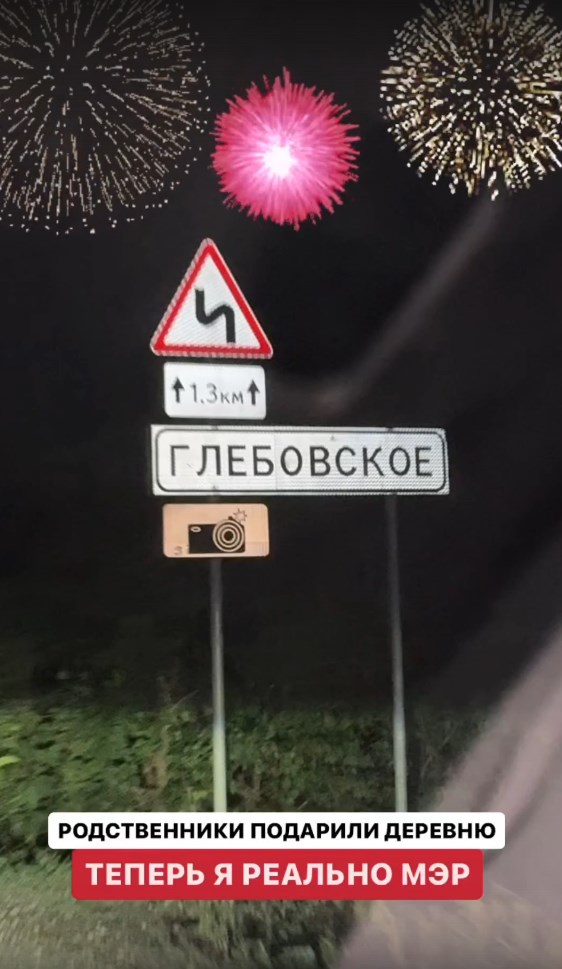 1.3км
ГЛЕБОВСКОЕ
РОДСТВЕННИКИ ПОДАРИЛИ ДЕРЕВНЮ
ТЕПЕРЬ Я РЕАЛЬНО МЭР